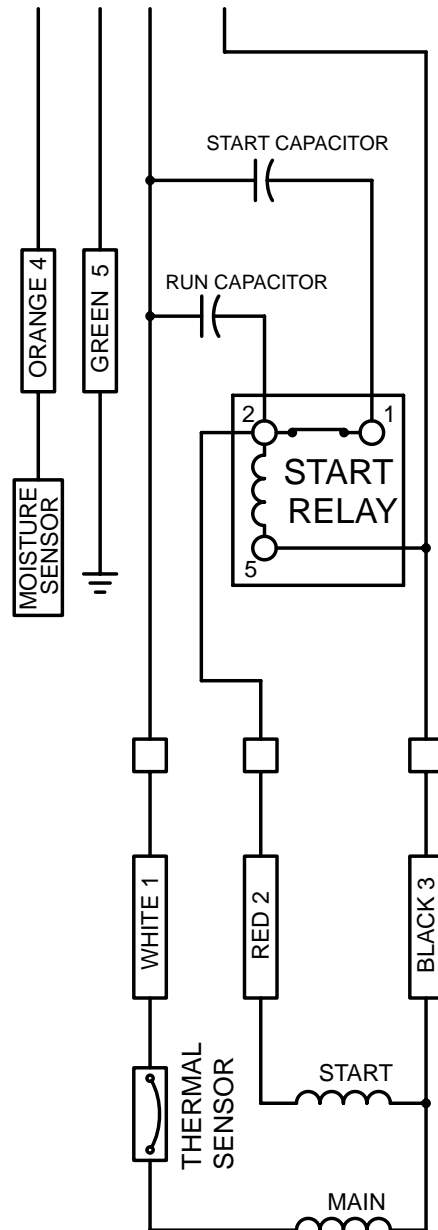 START CAPACITOR
ORANGE 4
GREEN 5
RUN CAPACITOR
2
1
START
RELAY
5
MOISTURE
SENSOR
WHITE 1
RED 2
BLACK 3
THERMAL
SENSOR
START
MAIN